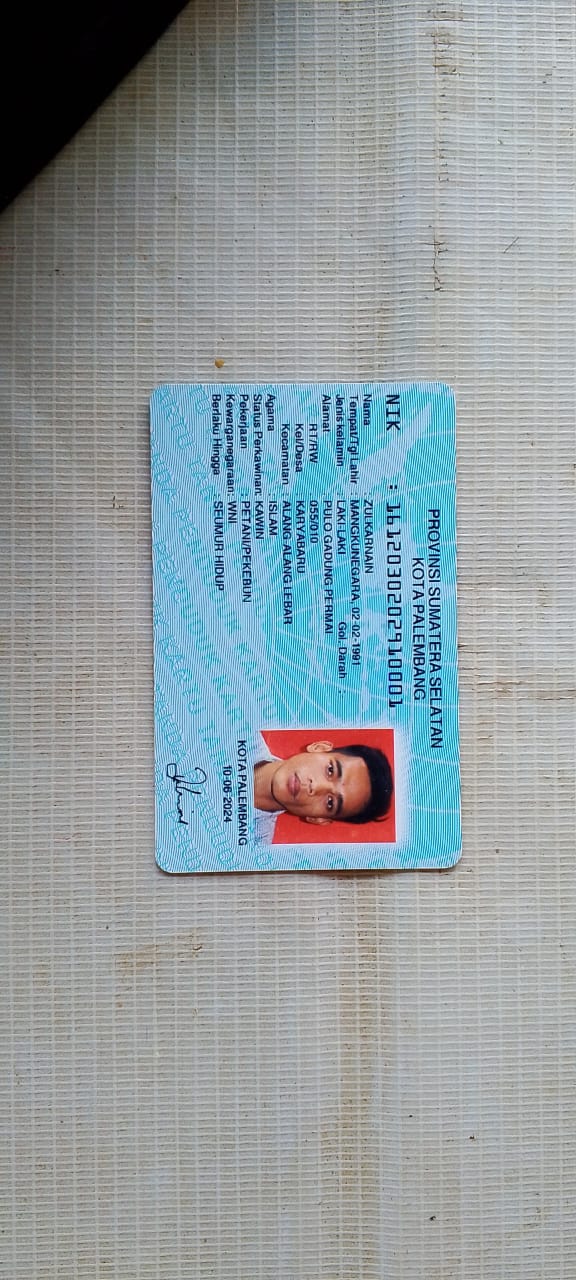 PROVINSI SUMATERA SELATAN
KOTA PALEMBANG
NIK : 1612030202910001
Nama : ZULKARNAIN
Tempat/Tgl Lahir : MANGKUNEGARA, 02-02-1991
Jenis kelamin : LAKI-LAKI Gol. Darah :
Alamat : PULO GADUNG PERMAI
RT/RW : 055/010
Kel/Desa : KARYABARU
Kecamatan : ALANG ALANG LEBAR
Agama : ISLAM
Status Perkawinan: KAWIN
Pekerjaan : PETANI/PEKEBUN
Kewarganegaraan: WNI
Berlaku Hingga : SEUMUR HIDUP
KOTA PALEMBANG
10-06-2024